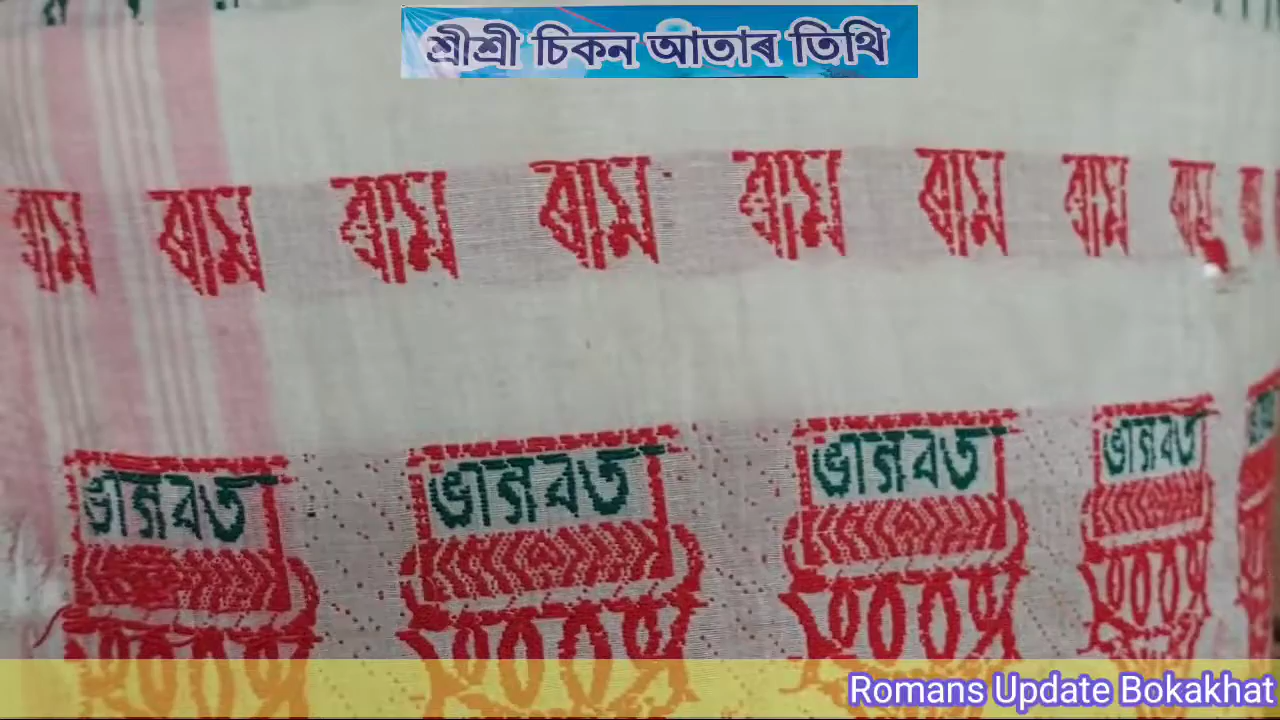 শ্ৰীশ্ৰী চিকন আতাৰ তিথি
ৰাম ৰাম ৰাম ৰাম ৰাম ৰাম ৰাম ৰাম
ভাগৱত ভাগৱত ভাগৱত ভাগৱত
Romans Update Bokakhat